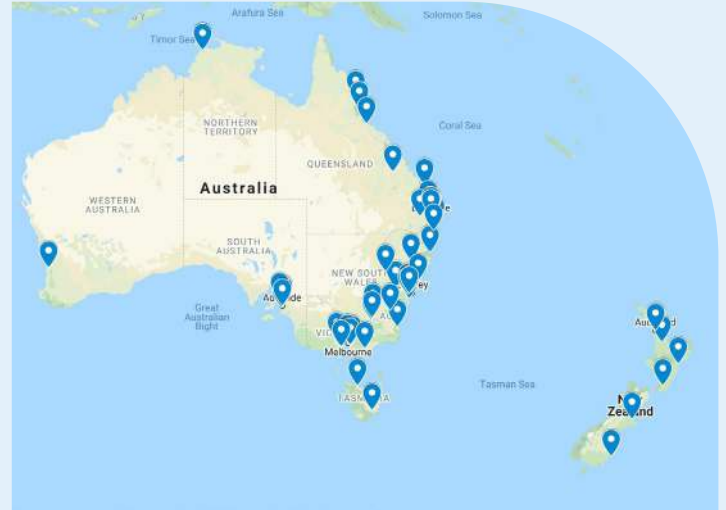 Arafura Sea
Solomon Sea
Timor Sea
NORTHERN
TERRITORY
Coral Sea
QUEENSLAND
Australia
WESTERN
AUSTRALIA
SOUTH
AUSTRALIA
NEW SOUTH
WALES
Great
Australian
Bight
Melbourne
Tasman Sea